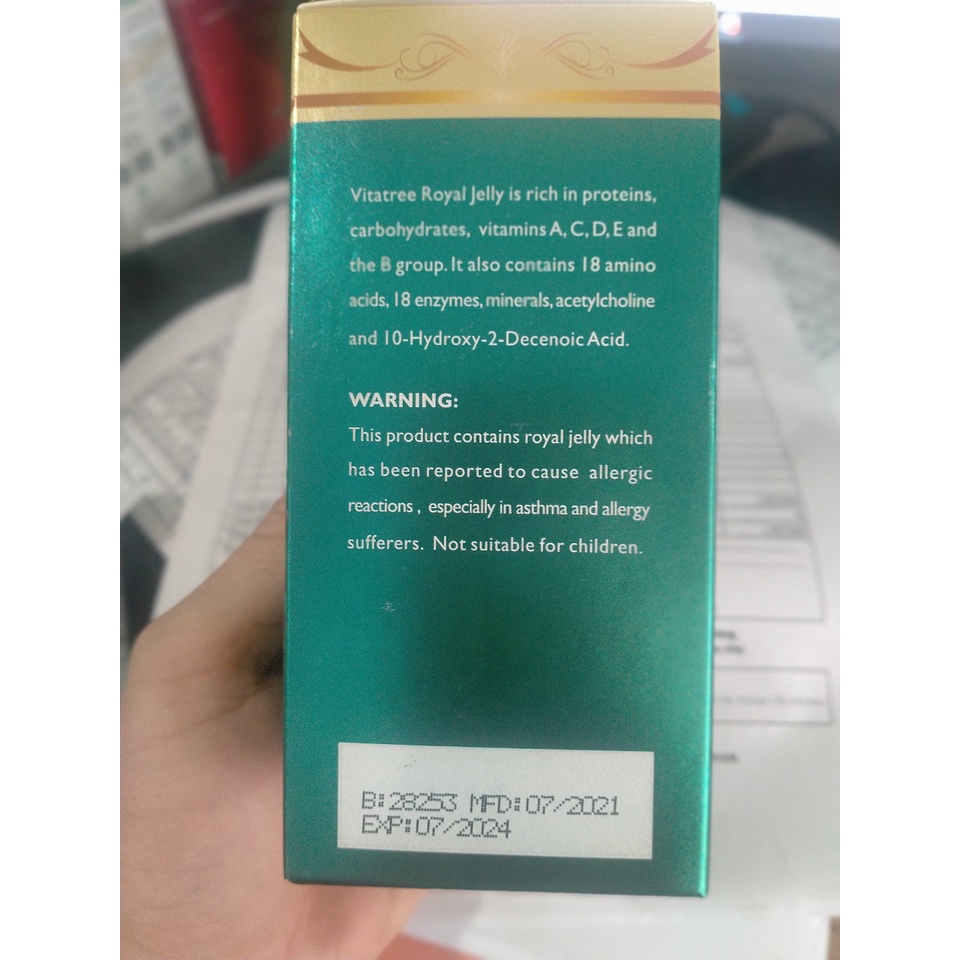 Vitatree Royal Jelly is rich in proteins,
carbohydrates, vitamins A, C, D, E and
the B group. It also contains 18 amino
acids, 18 enzymes, minerals, acetylcholine
and 10-Hydroxy-2-Decenoic Acid.
WARNING:
This product contains royal jelly which
has been reported to cause allergic
reactions , especially in asthma and allergy
sufferers. Not suitable for children.
B:28253 MFD:07/2021
EXP:07/2024